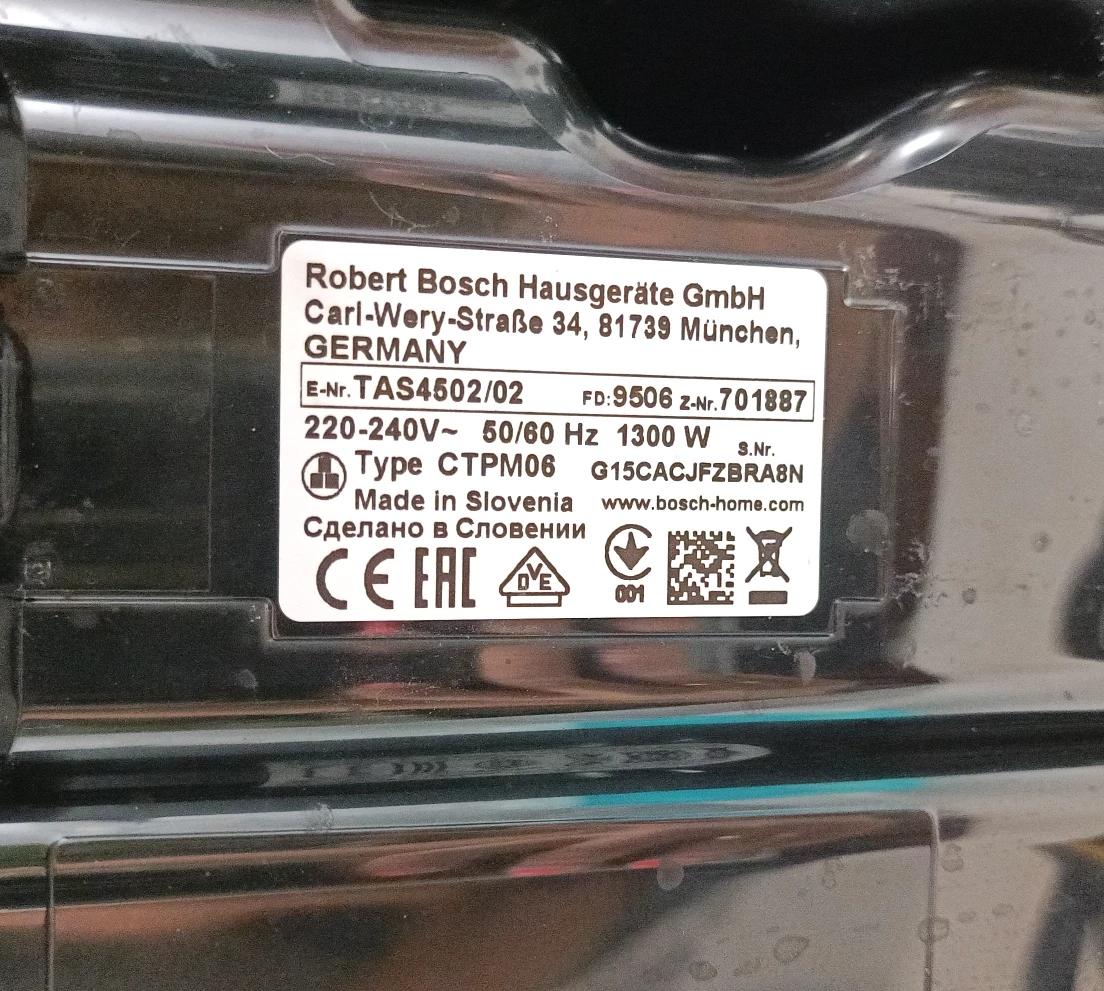 Robert Bosch Hausgeräte GmbH
Carl-Wery-Straße 34, 81739 München,
GERMANY
E-Nr. TAS4502/02 FD: 9506 Z-Nr. 701887
220-240V~ 50/60 Hz 1300 W
S.Nr.
Type CTPM06 G15CACJFZBRA8N
Made in Slovenia www.bosch-home.com
Сделано в Словении
CE EAC DVE 001